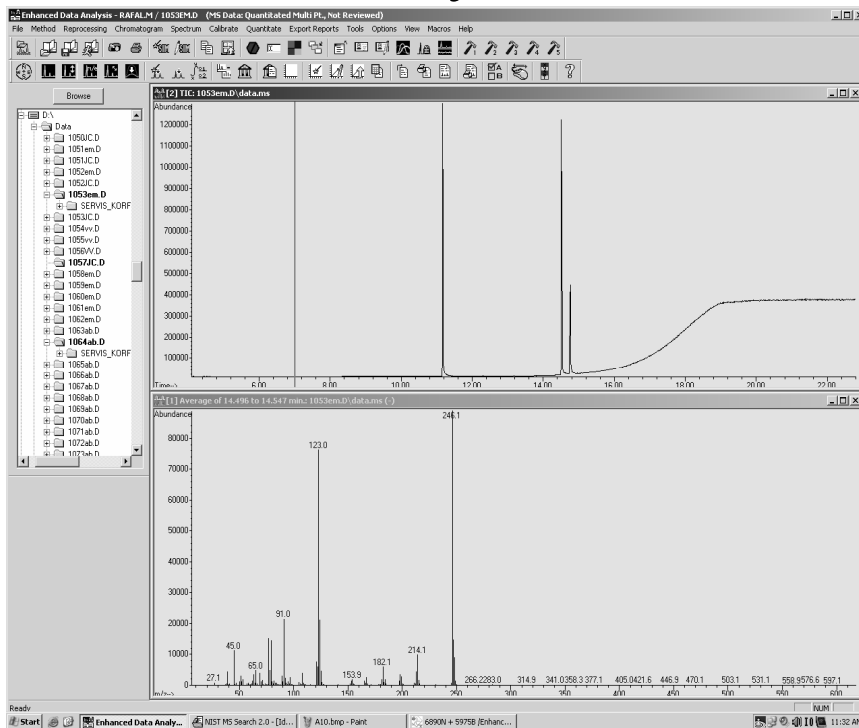 Enhanced Data Analysis - RAFAL.M / 1053EM.D (MS Data: Quantitated Multi Pt., Not Reviewed)
File Method Reprocessing Chromatogram Spectrum Calibrate Quantitate Export Reports Tools Options View Macros Help
Browse
D:\
Data
1050JC.D
1051em.D
1051JC.D
1052em.D
1052JC.D
1053em.D
SERVIS_KORF
1053JC.D
1054vv.D
1055vv.D
1056VV.D
1057JC.D
1058em.D
1059em.D
1060em.D
1061em.D
1062em.D
1063ab.D
1064ab.D
SERVIS_KORF
1065ab.D
1066ab.D
1067ab.D
1068ab.D
1069ab.D
1070ab.D
1071ab.D
1072ab.D
1073ab.D
[2] TIC: 1053em.D\data.ms
Abundance
1200000
1100000
1000000
900000
800000
700000
600000
500000
400000
300000
200000
100000
Time-->
6.00 8.00 10.00 12.00 14.00 16.00 18.00 20.00 22.00
[1] Average of 14.496 to 14.547 min.: 1053em.D\data.ms (-)
Abundance
246.1
80000
123.0
70000
60000
50000
40000
30000
20000
91.0
10000
45.0
214.1
182.1
65.0
27.1
153.9
266.2 283.0 314.9 341.0 358.3 377.1 405.0 421.6 446.9 470.1 503.1 531.1 558.9 576.6 597.1
0
m/z-->
50 100 150 200 250 300 350 400 450 500 550 600
Ready
NUM
Start
Enhanced Data Analy...
NIST MS Search 2.0 - [Id...
A10.bmp - Paint
6890N + 5975B /Enhanc...
11:32 AM